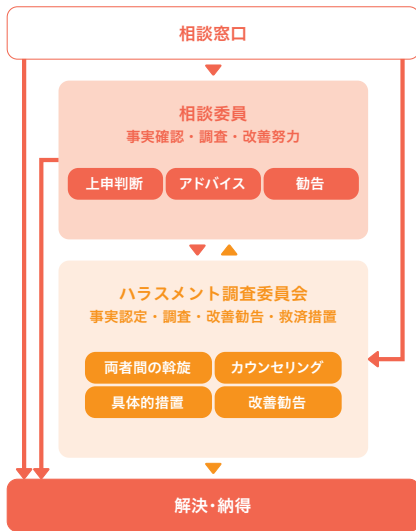 相談窓口
相談委員
事実確認・調査・改善努力
上申判断 アドバイス 勧告
ハラスメント調査委員会
事実認定・調査・改善勧告・救済措置
両者間の斡旋 カウンセリング
具体的措置 改善勧告
解決・納得